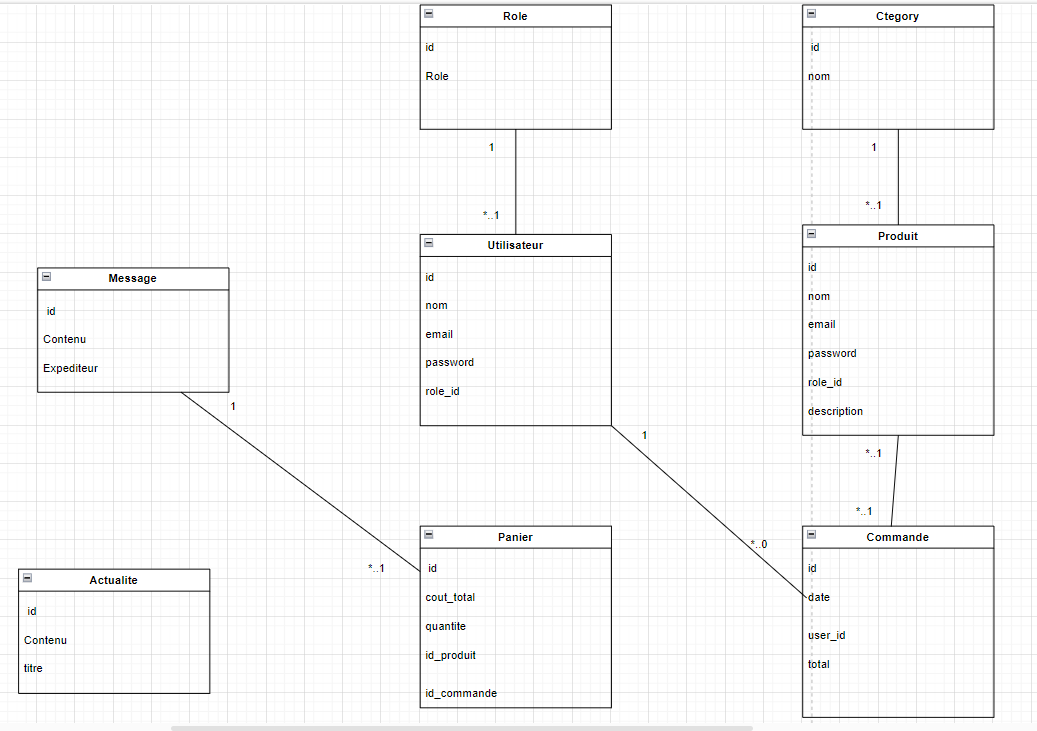 Role
id
Role
1
*..1
Ctegory
id
nom
1
*..1
Utilisateur
id
nom
email
password
role_id
1
*..0
Produit
id
nom
email
password
role_id
description
*..1
*..1
Message
id
Contenu
Expediteur
1
*..1
Panier
id
cout_total
quantite
id_produit
id_commande
Commande
id
date
user_id
total
Actualite
id
Contenu
titre